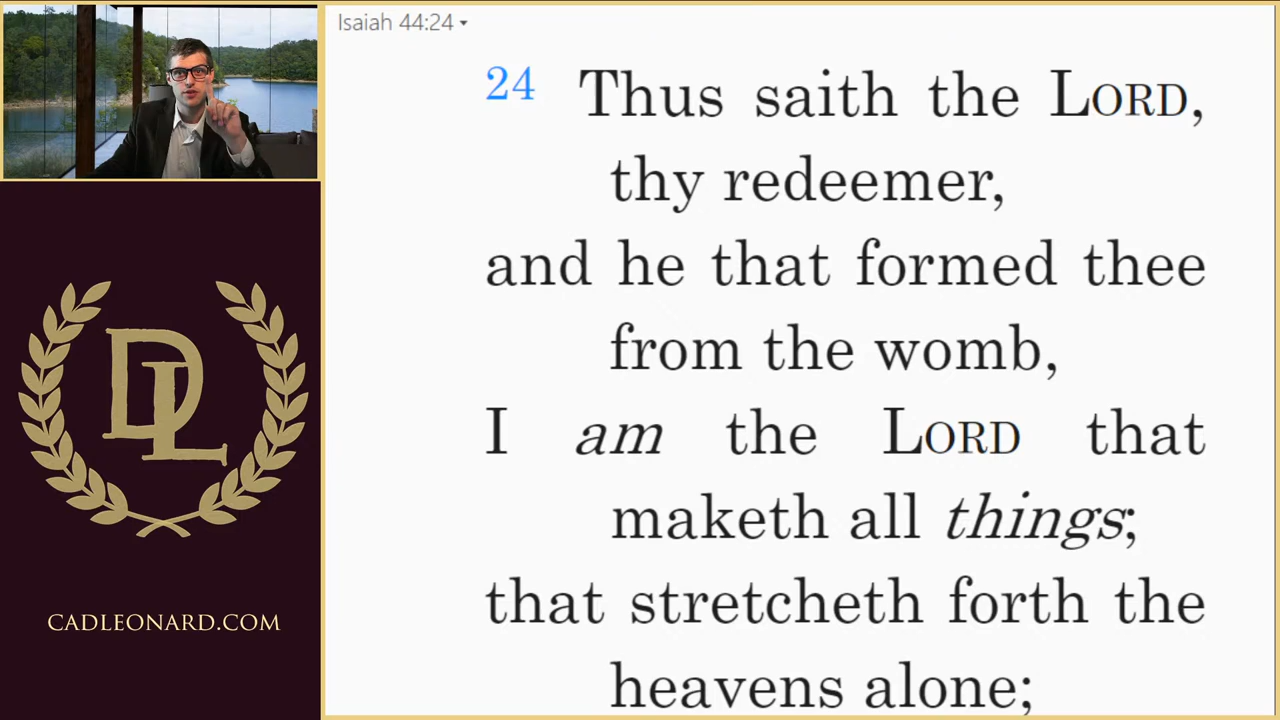 Isaiah 44:24
24 Thus saith the LORD,
thy redeemer,
and he that formed thee
from the womb,
I am the LORD that
maketh all things;
that stretcheth forth the
heavens alone;
DL
CADLEONARD.COM